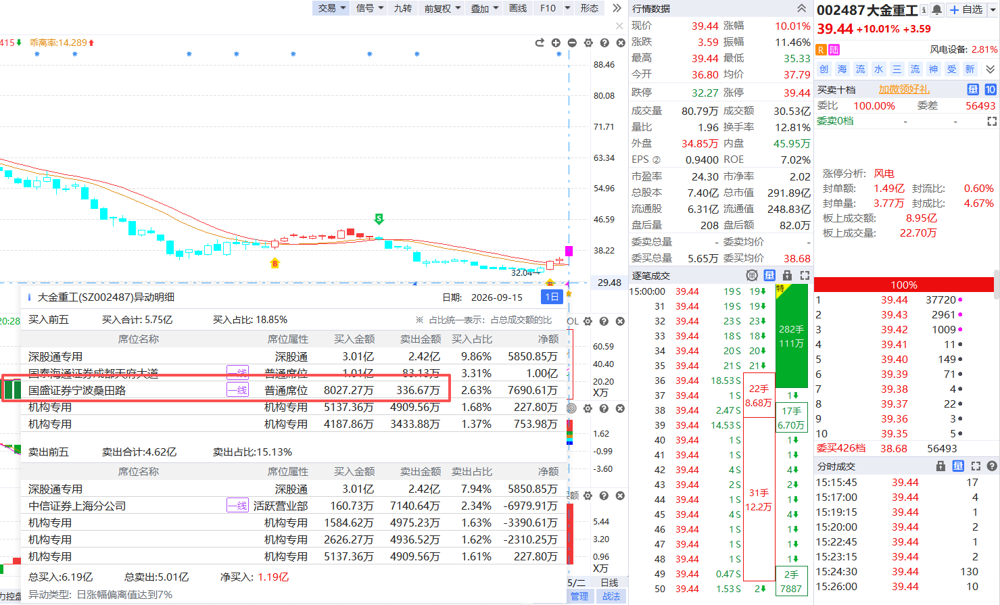 交易 信号 九转 前复权 叠加 画线 F10 形态
415 乖离率:14.289
88.46
80.08
71.71
63.34
54.96
46.59
38.22
29.48
S
B
32.04
大金重工(SZ002487)异动明细 日期: 2026-09-15 1日
买入前五 买入合计: 5.75亿 买入占比: 18.85% ※ 占比统一表示: 占总成交额的比
席位名称 席位属性 买入金额 卖出金额 买入占比 净额
深股通专用 深股通 3.01亿 2.42亿 9.86% 5850.85万
国泰海通证券成都天府大道 一线 普通席位 1.01亿 83.13万 3.31% 1.00亿
国盛证券宁波桑田路 一线 普通席位 8027.27万 336.67万 2.63% 7690.61万
机构专用 机构专用 5137.36万 4909.56万 1.68% 227.80万
机构专用 机构专用 4187.86万 3433.88万 1.37% 753.98万
卖出前五 卖出合计:4.62亿 卖出占比:15.13%
席位名称 席位属性 买入金额 卖出金额 卖出占比 净额
深股通专用 深股通 3.01亿 2.42亿 7.94% 5850.85万
中信证券上海分公司 一线 活跃营业部 160.73万 7140.64万 2.34% -6979.91万
机构专用 机构专用 1584.62万 4975.23万 1.63% -3390.61万
机构专用 机构专用 2626.27万 4936.52万 1.62% -2310.25万
机构专用 机构专用 5137.36万 4909.56万 1.61% 227.80万
总买入:6.19亿 总卖出:5.01亿 净买入: 1.19亿
异动类型: 日涨幅偏离值达到7%
20:28
力控盘
OL
60.59
40.40
20.20
X万
1.62
-0.99
-3.60
额
5.44
3.20
0.96
X万
5/二 日线
管理 战法
行情数据
现价 39.44 涨幅 10.01%
涨跌 3.59 振幅 11.46%
最高 39.44 最低 35.33
今开 36.80 均价 37.79
跌停 32.27 涨停 39.44
成交量 80.79万 成交额 30.53亿
量比 1.96 换手率 12.81%
外盘 34.85万 内盘 45.95万
EPS ② 0.9400 ROE 7.02%
市盈率 24.30 市净率 2.02
总股本 7.40亿 总市值 291.89亿
流通股 6.31亿 流通值 248.83亿
盘后量 208 盘后额 82.0万
委卖总量 - 委卖均价 -
委买总量 5.65万 委买均价 38.68
逐笔成交 单 量
15:00:00 39.44 19 S 19
31 39.44 19 S 19
32 39.44 23 S 23
33 39.44 18 S 18
34 39.44 20 S 20
35 39.44 21 S 21
36 39.44 18.53 S
37 39.44 1 S 1
38 39.44 2.47 S
39 39.44 14.53 S
40 39.44 1 S 1
41 39.44 1 S 1
42 39.44 4 S 4
43 39.44 2 S 2
44 39.44 1 S 1
45 39.44 4 S 4
46 39.44 1 S 1
47 39.44 1 S 1
48 39.44 1 S 1
49 39.44 0.47 S
50 39.44 1.53 S 2
特
282手
111万
22手
8.68万
17手
6.70万
31手
12.2万
2手
7887
002487大金重工 自选
39.44 +10.01% +3.59
R 陆 风电设备: 2.81%
创 海 流 水 三 流 神 受 新
买卖十档 加微领好礼 量 10
委比 100.00% 委差 56493
委卖0档 - -
涨停分析: 风电
封单额: 1.49亿 封流比: 0.60%
封单量: 3.77万 封成比: 4.67%
板上成交额: 8.95亿
板上成交量: 22.70万
100%
1 39.44 37720
2 39.43 2961
3 39.42 1009
4 39.41 11
5 39.40 149
6 39.39 71
7 39.38 4
8 39.37 22
9 39.36 3
10 39.35 5
委买426档 38.68 56493
分时成交 量
15:15:45 39.44 17
15:17:00 39.44 4
15:19:15 39.44 1
15:20:00 39.44 2
15:22:45 39.44 1
15:23:15 39.44 2
15:24:30 39.44 130
15:26:00 39.44 10